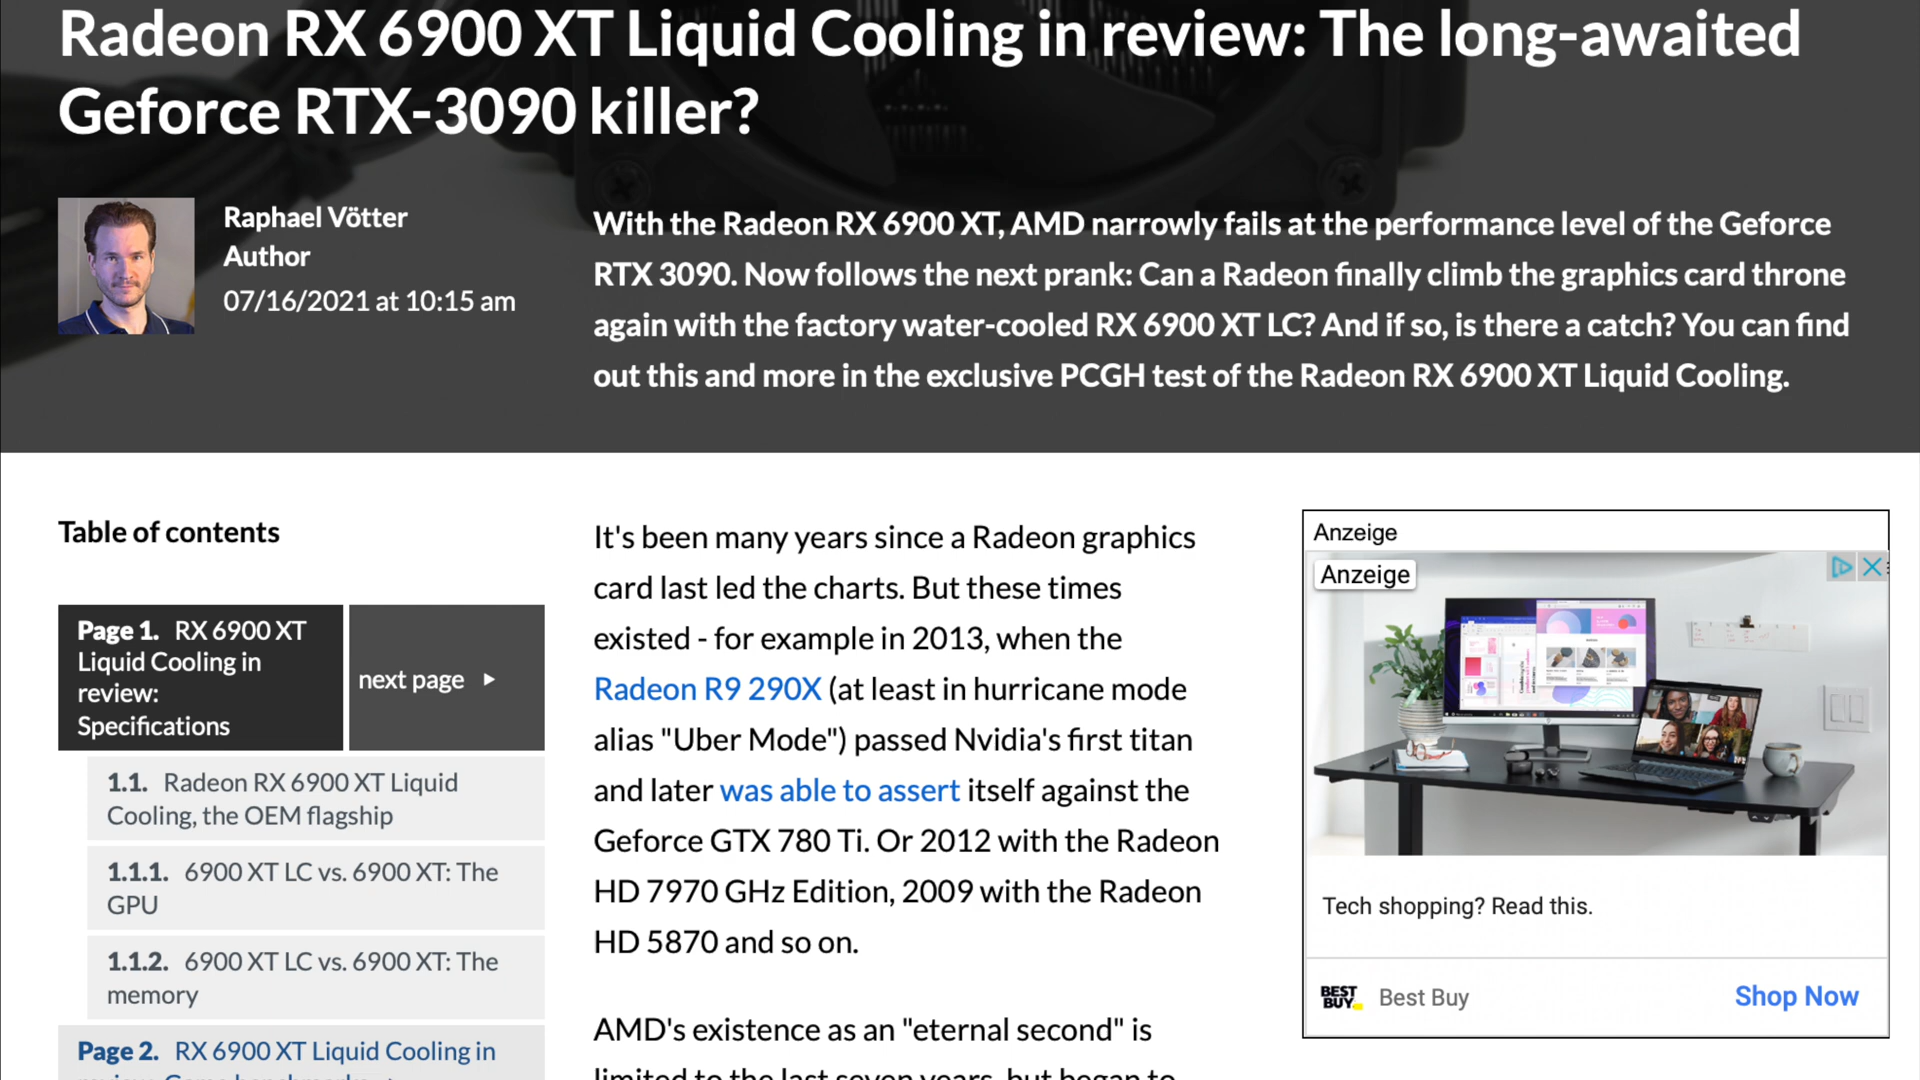 Radeon RX 6900 XT Liquid Cooling in review: The long-awaited
Geforce RTX-3090 killer?
Raphael Vötter
Author
07/16/2021 at 10:15 am
With the Radeon RX 6900 XT, AMD narrowly fails at the performance level of the Geforce
RTX 3090. Now follows the next prank: Can a Radeon finally climb the graphics card throne
again with the factory water-cooled RX 6900 XT LC? And if so, is there a catch? You can find
out this and more in the exclusive PCGH test of the Radeon RX 6900 XT Liquid Cooling.
Table of contents
Page 1. RX 6900 XT
Liquid Cooling in
review:
Specifications
next page
1.1. Radeon RX 6900 XT Liquid
Cooling, the OEM flagship
1.1.1. 6900 XT LC vs. 6900 XT: The
GPU
1.1.2. 6900 XT LC vs. 6900 XT: The
memory
Page 2. RX 6900 XT Liquid Cooling in
review: Game benchmarks
It's been many years since a Radeon graphics
card last led the charts. But these times
existed - for example in 2013, when the
Radeon R9 290X (at least in hurricane mode
alias "Uber Mode") passed Nvidia's first titan
and later was able to assert itself against the
Geforce GTX 780 Ti. Or 2012 with the Radeon
HD 7970 GHz Edition, 2009 with the Radeon
HD 5870 and so on.
AMD's existence as an "eternal second" is
limited to the last seven years, but began to
Anzeige
Anzeige
Tech shopping? Read this.
BEST
BUY
Best Buy
Shop Now